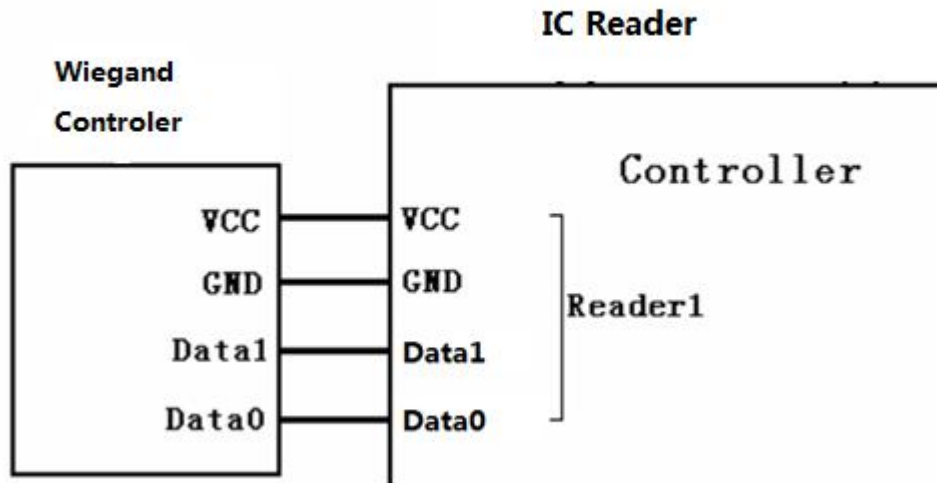 IC Reader
Wiegand
Controler
Controller
VCC
GND
Data1
Data0
VCC
GND
Data1
Data0
Reader1